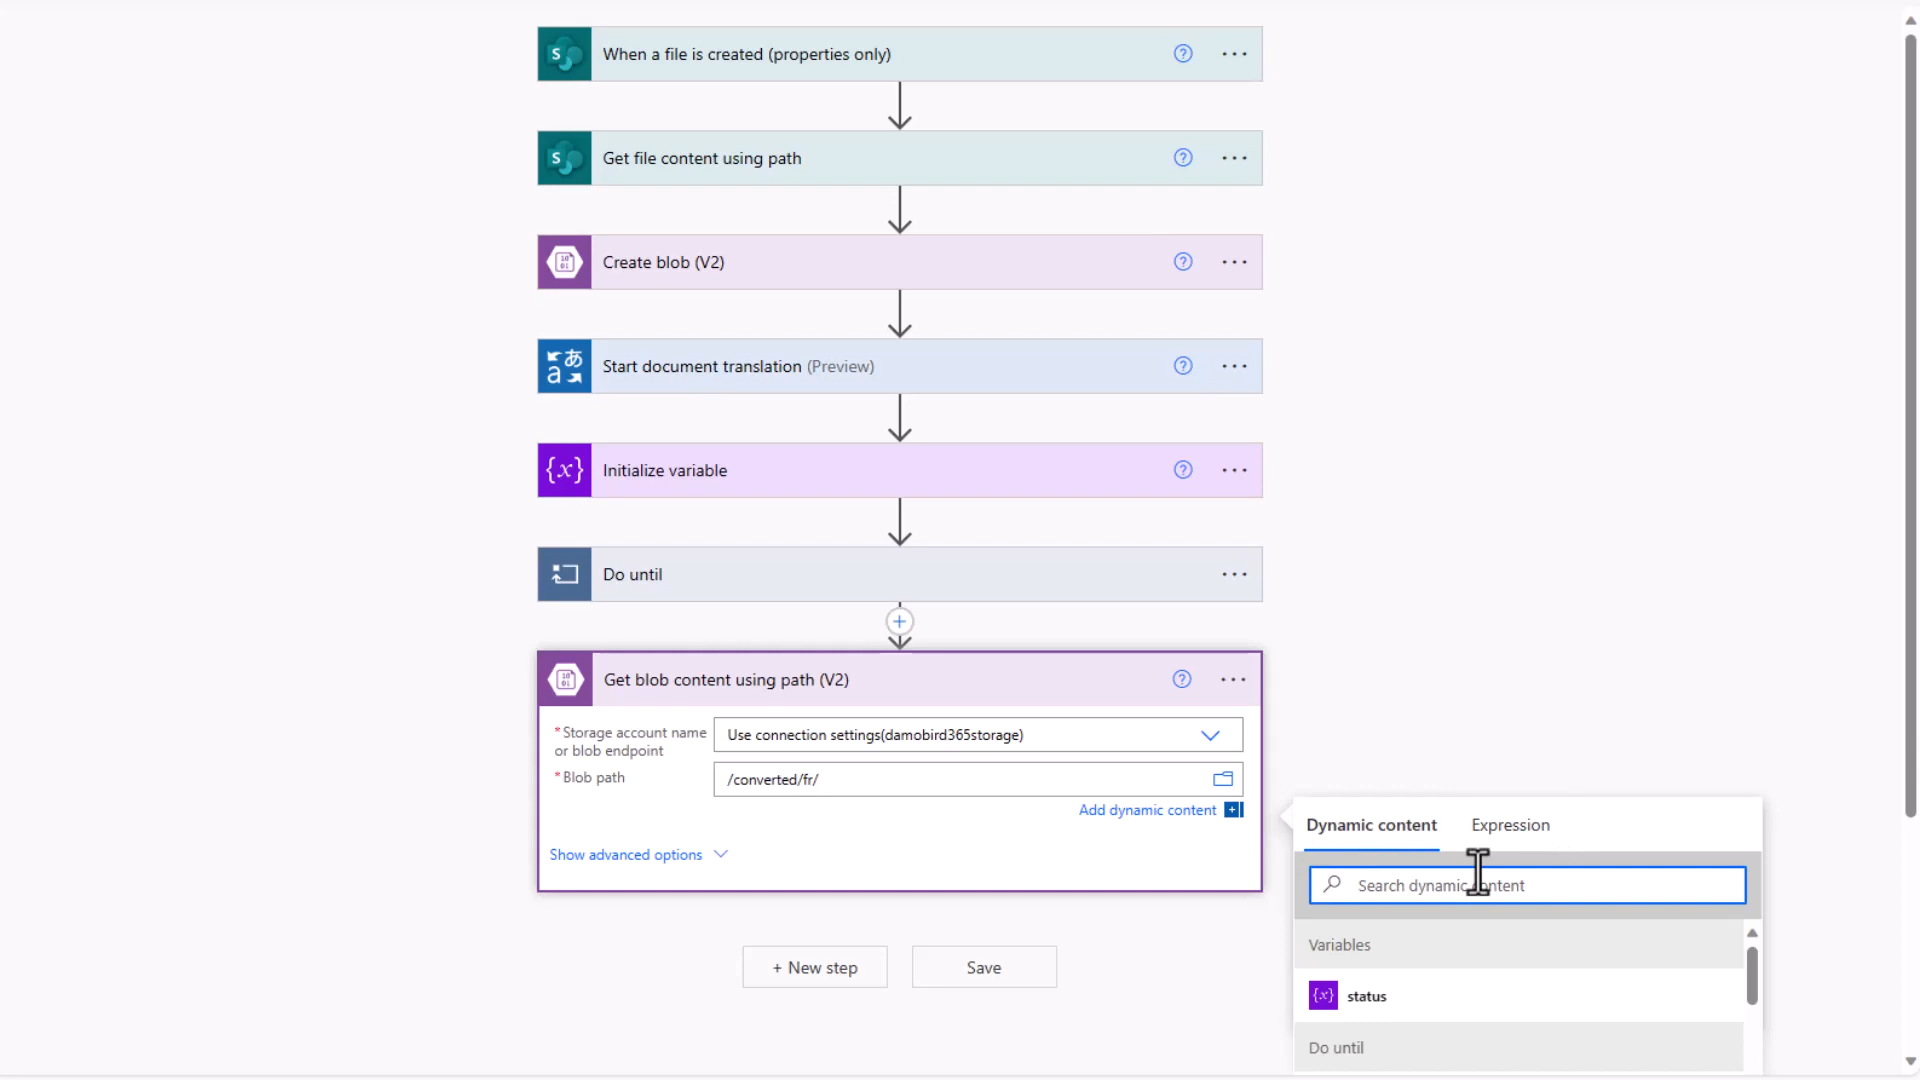 When a file is created (properties only)
Get file content using path
Create blob (V2)
Start document translation (Preview)
Initialize variable
Do until
Get blob content using path (V2)
*Storage account name
or blob endpoint
Use connection settings(damobird365storage)
*Blob path
/converted/fr/
Add dynamic content
Show advanced options
+ New step
Save
Dynamic content
Expression
Search dynamic content
Variables
{x} status
Do until